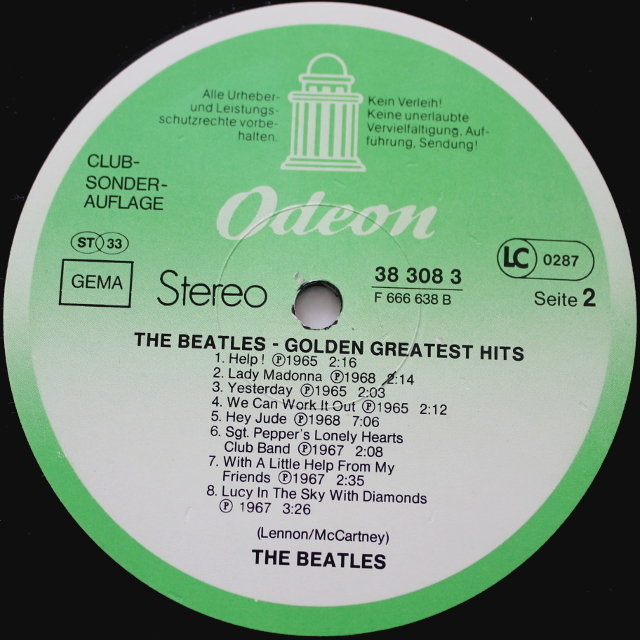 Alle Urheber-
und Leistungs-
schutzrechte vorbe-
halten.
Kein Verleih!
Keine unerlaubte
Vervielfältigung, Auf-
führung, Sendung!
CLUB-
SONDER-
AUFLAGE
Odeon
ST 33
GEMA
Stereo
38 308 3
F 666 638 B
LC 0287
Seite 2
THE BEATLES - GOLDEN GREATEST HITS
1. Help! ℗1965 2:16
2. Lady Madonna ℗1968 2:14
3. Yesterday ℗1965 2:03
4. We Can Work It Out ℗1965 2:12
5. Hey Jude ℗1968 7:06
6. Sgt. Pepper's Lonely Hearts
Club Band ℗1967 2:08
7. With A Little Help From My
Friends ℗1967 2:35
8. Lucy In The Sky With Diamonds
℗ 1967 3:26
(Lennon/McCartney)
THE BEATLES